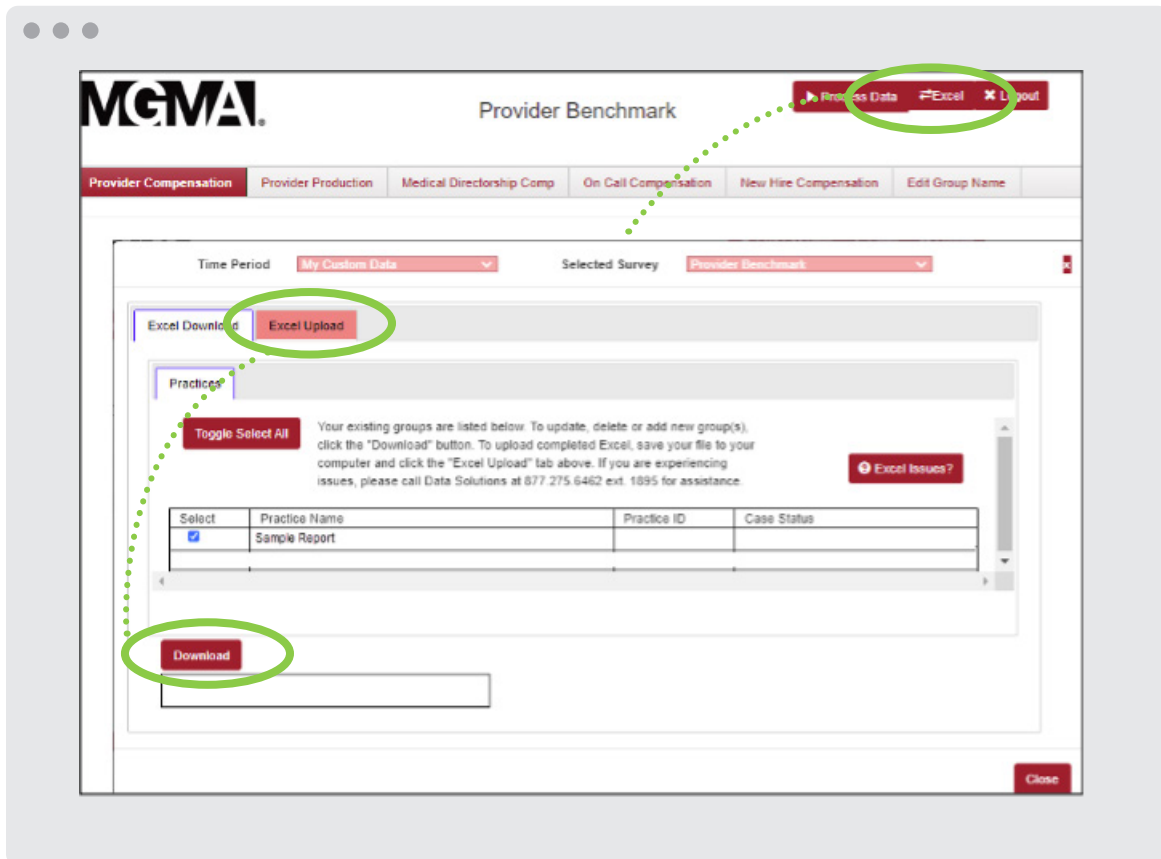 MGMA.
Provider Benchmark
Process Data
Excel
Logout
Provider Compensation
Provider Production
Medical Directorship Comp
On Call Compensation
New Hire Compensation
Edit Group Name
Time Period
My Custom Data
Selected Survey
Provider Benchmark
x
Excel Download
Excel Upload
Practices
Toggle Select All
Your existing groups are listed below. To update, delete or add new group(s),
click the "Download" button. To upload completed Excel, save your file to your
computer and click the "Excel Upload" tab above. If you are experiencing
issues, please call Data Solutions at 877.275.6462 ext. 1895 for assistance.
Excel Issues?
Select Practice Name Practice ID Case Status
Sample Report
Download
Close